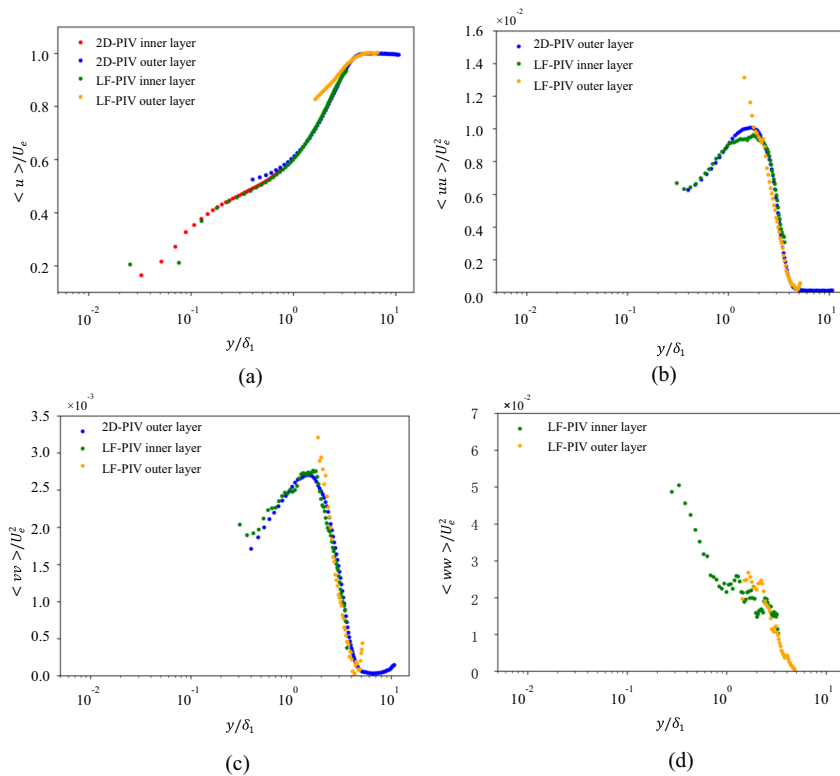 2D-PIV inner layer
2D-PIV outer layer
LF-PIV inner layer
LF-PIV outer layer
1.0
0.8
0.6
0.4
0.2
< u >/U_e
10^-2
10^-1
10^0
10^1
y/δ_1
(a)
×10^-2
2D-PIV outer layer
LF-PIV inner layer
LF-PIV outer layer
1.6
1.4
1.2
1.0
0.8
0.6
0.4
0.2
0.0
< uu >/U_e^2
10^-2
10^-1
10^0
10^1
y/δ_1
(b)
×10^-3
2D-PIV outer layer
LF-PIV inner layer
LF-PIV outer layer
3.5
3.0
2.5
2.0
1.5
1.0
0.5
0.0
< vv >/U_e^2
10^-2
10^-1
10^0
10^1
y/δ_1
(c)
×10^-2
LF-PIV inner layer
LF-PIV outer layer
7
6
5
4
3
2
1
0
< ww >/U_e^2
10^-2
10^-1
10^0
10^1
y/δ_1
(d)